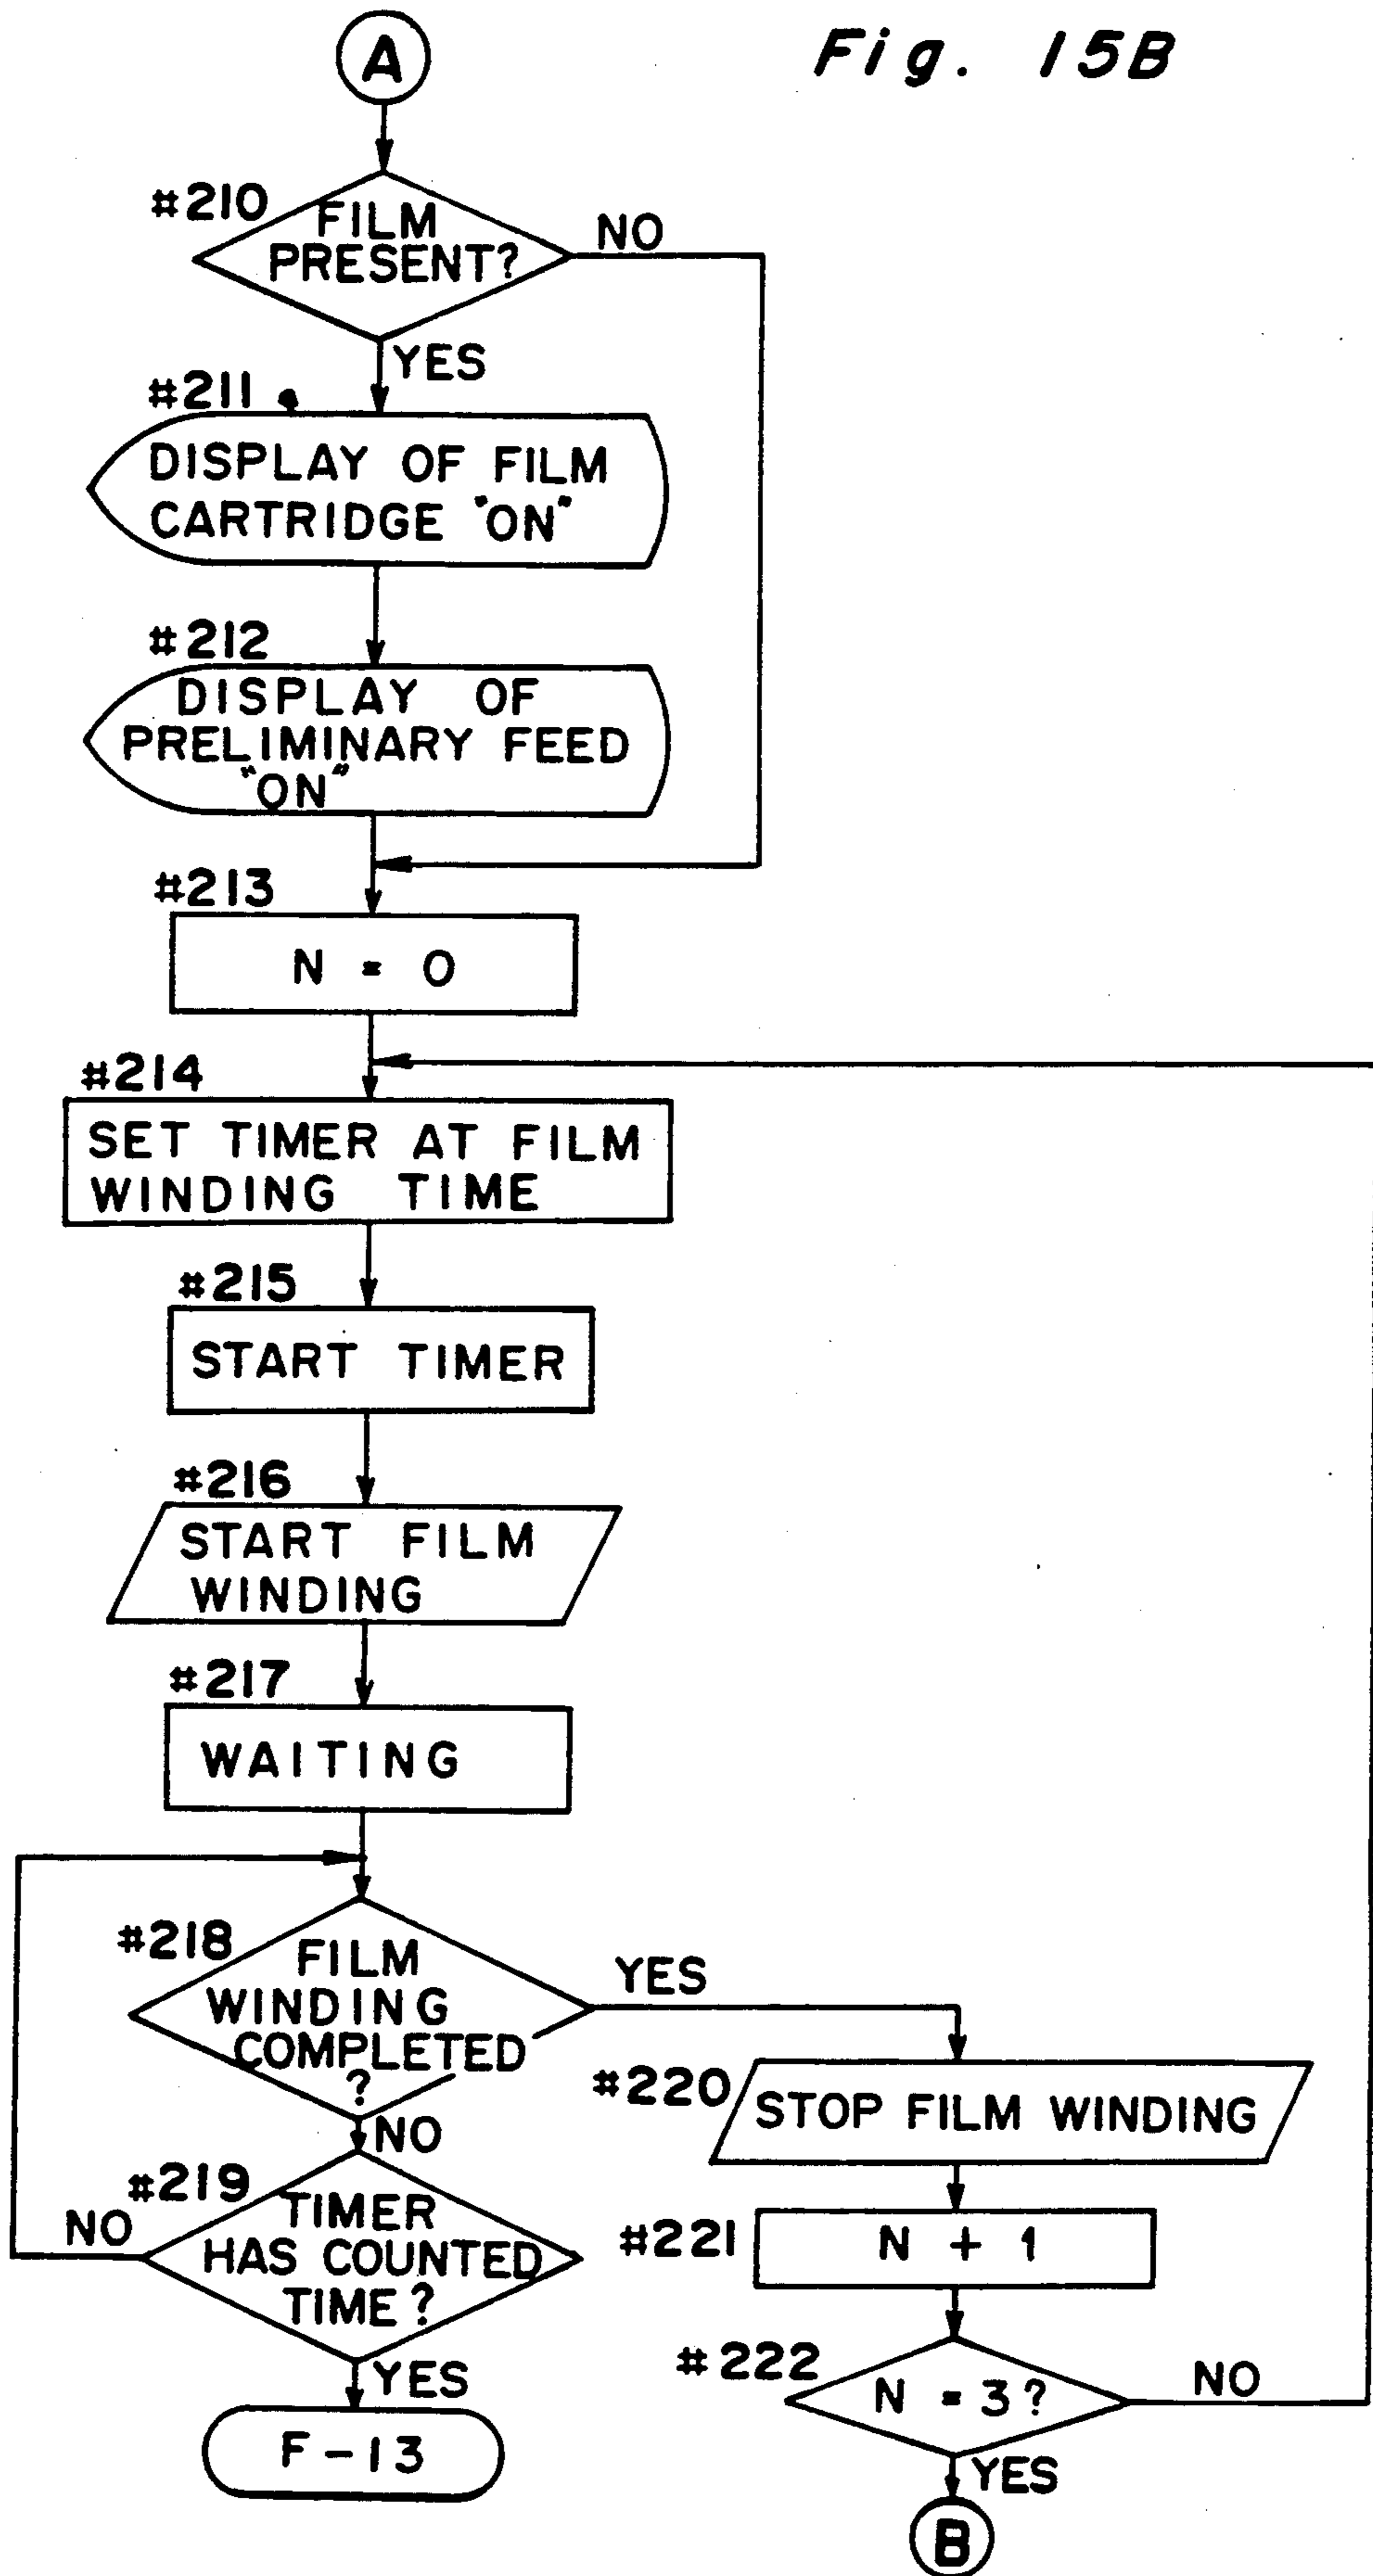 Fig. 15B
A
#210
FILM
PRESENT?
NO
YES
#211
DISPLAY OF FILM
CARTRIDGE "ON"
#212
DISPLAY OF
PRELIMINARY FEED
"ON"
#213
N = 0
#214
SET TIMER AT FILM
WINDING TIME
#215
START TIMER
#216
START FILM
WINDING
#217
WAITING
#218
FILM
WINDING
COMPLETED
?
YES
NO
#219
TIMER
HAS COUNTED
TIME?
NO
YES
F-13
#220
STOP FILM WINDING
#221
N + 1
#222
N = 3?
NO
YES
B